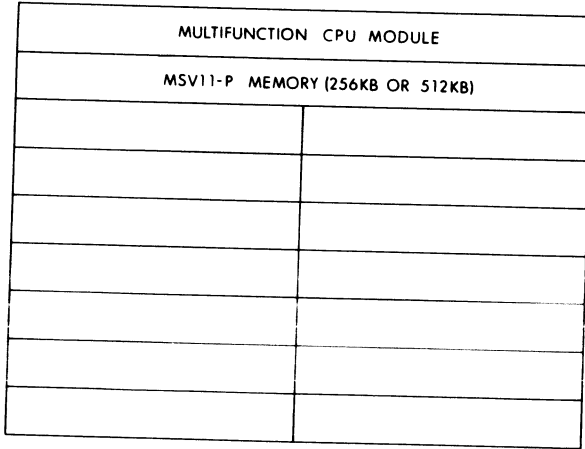 MULTIFUNCTION CPU MODULE
MSV11-P MEMORY (256KB OR 512KB)